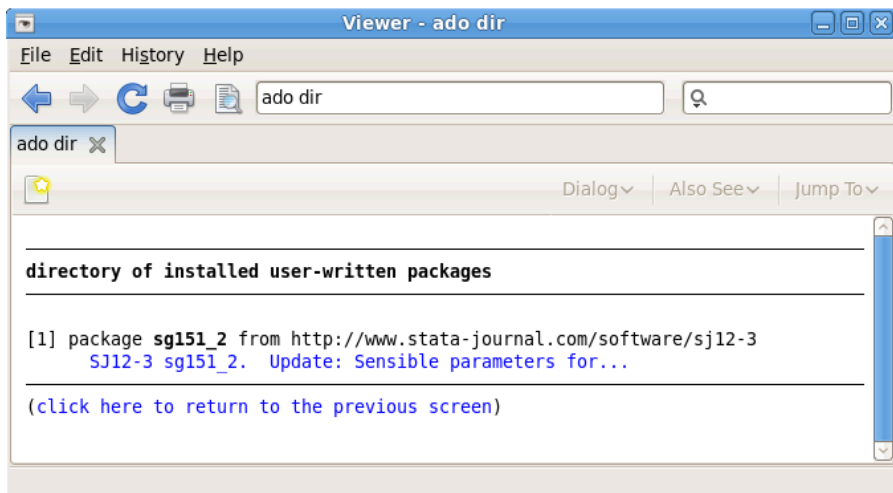 Viewer - ado dir
File Edit History Help
ado dir
ado dir
Dialog Also See Jump To
directory of installed user-written packages
[1] package sg151_2 from http://www.stata-journal.com/software/sj12-3
SJ12-3 sg151_2. Update: Sensible parameters for...
(click here to return to the previous screen)